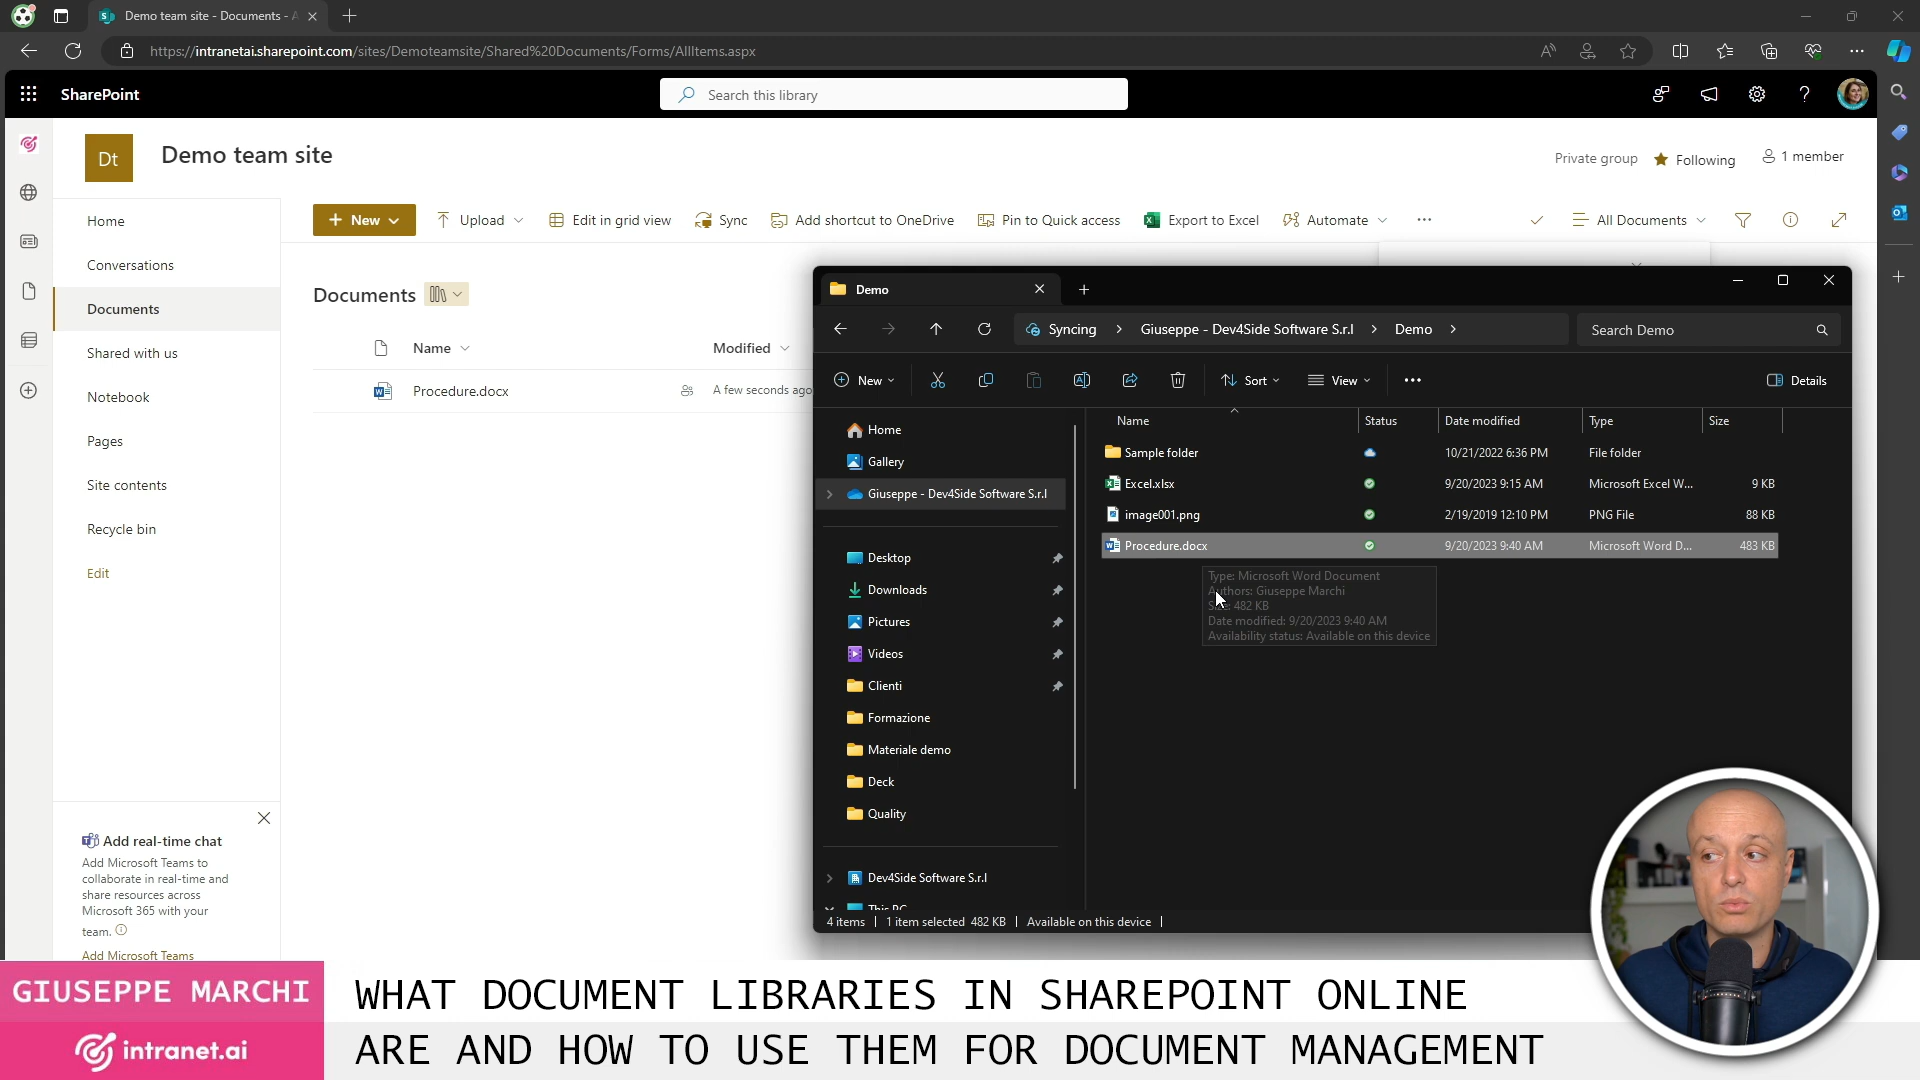 Demo team site - Documents - A
https://intranetai.sharepoint.com/sites/Demoteamsite/Shared%20Documents/Forms/AllItems.aspx
SharePoint
Search this library
Dt
Demo team site
Private group
Following
1 member
Home
Conversations
Documents
Shared with us
Notebook
Pages
Site contents
Recycle bin
Edit
+ New
Upload
Edit in grid view
Sync
Add shortcut to OneDrive
Pin to Quick access
Export to Excel
Automate
All Documents
Documents
Name
Modified
Procedure.docx
A few seconds ago
Add real-time chat
Add Microsoft Teams to
collaborate in real-time and
share resources across
Microsoft 365 with your
team.
Add Microsoft Teams
Demo
Syncing > Giuseppe - Dev4Side Software S.r.l > Demo >
Search Demo
New
Sort
View
Details
Home
Gallery
Giuseppe - Dev4Side Software S.r.l
Desktop
Downloads
Pictures
Videos
Clienti
Formazione
Materiale demo
Deck
Quality
Dev4Side Software S.r.l
This PC
Name Status Date modified Type Size
Sample folder 10/21/2022 6:36 PM File folder
Excel.xlsx 9/20/2023 9:15 AM Microsoft Excel W... 9 KB
image001.png 2/19/2019 12:10 PM PNG File 88 KB
Procedure.docx 9/20/2023 9:40 AM Microsoft Word D... 483 KB
Type: Microsoft Word Document
Authors: Giuseppe Marchi
482 KB
Date modified: 9/20/2023 9:40 AM
Availability status: Available on this device
4 items | 1 item selected 482 KB | Available on this device |
GIUSEPPE MARCHI
intranet.ai
WHAT DOCUMENT LIBRARIES IN SHAREPOINT ONLINE
ARE AND HOW TO USE THEM FOR DOCUMENT MANAGEMENT